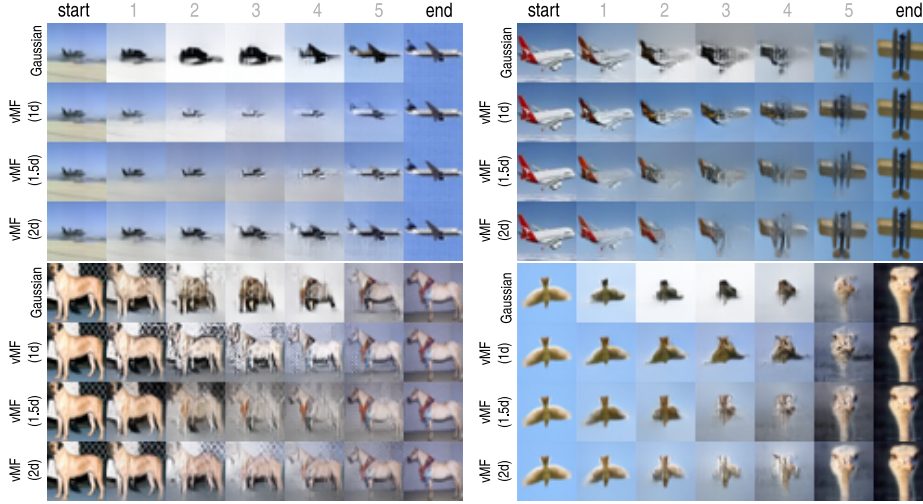 start 1 2 3 4 5 end
Gaussian
vMF
(1d)
vMF
(1.5d)
vMF
(2d)
Gaussian
vMF
(1d)
vMF
(1.5d)
vMF
(2d)
start 1 2 3 4 5 end
Gaussian
vMF
(1d)
vMF
(1.5d)
vMF
(2d)
Gaussian
vMF
(1d)
vMF
(1.5d)
vMF
(2d)